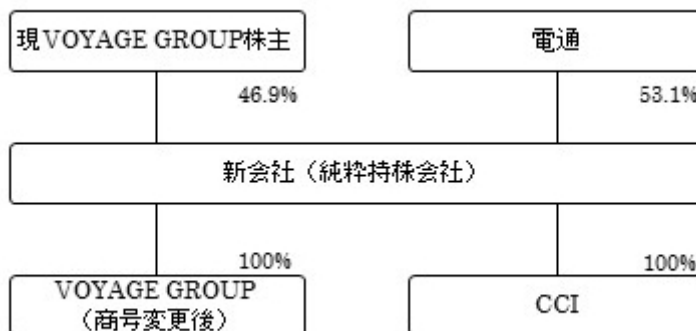 現VOYAGE GROUP株主
電通
46.9%
53.1%
新会社（純粋持株会社）
100%
100%
VOYAGE GROUP
（商号変更後）
CCI